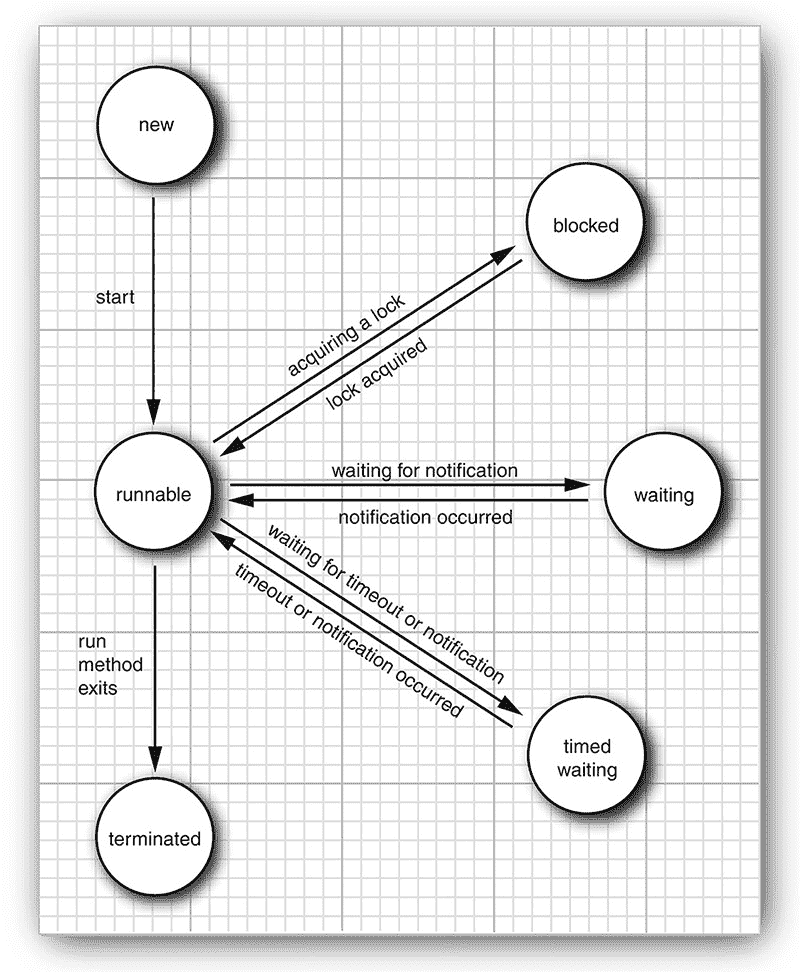 new
blocked
start
acquiring a lock
lock acquired
waiting for notification
runnable
waiting
notification occurred
waiting for timeout or notification
timeout or notification occurred
run
method
exits
timed
waiting
terminated